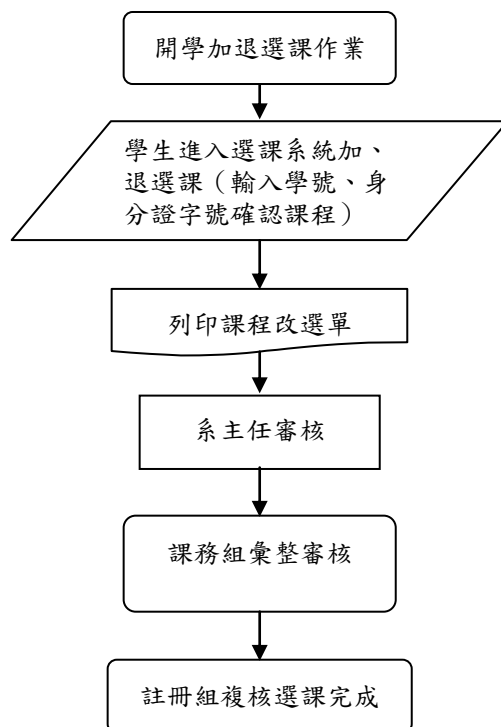 開學加退選課作業
學生進入選課系統加、
退選課（輸入學號、身
分證字號確認課程）
列印課程改選單
系主任審核
課務組彙整審核
註冊組複核選課完成